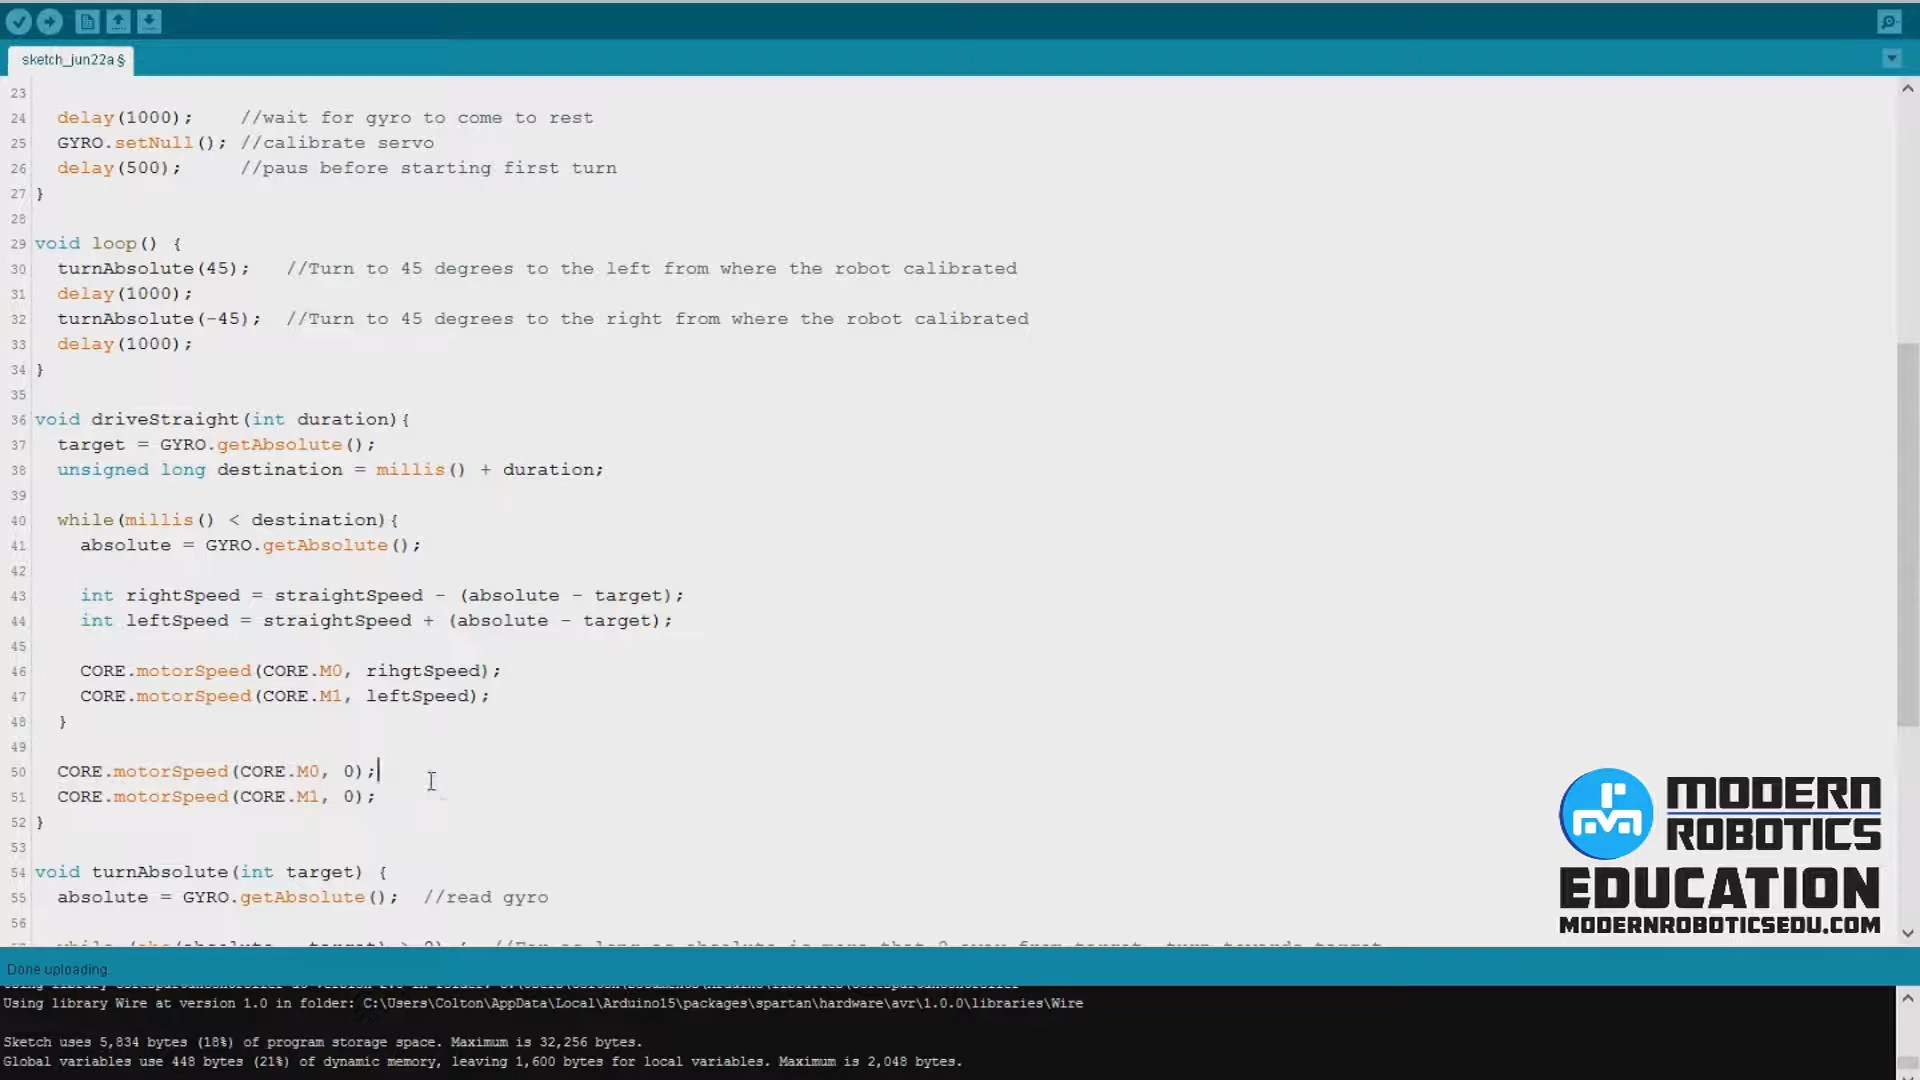 sketch_jun22a §
23
24 delay(1000);    //wait for gyro to come to rest
25 GYRO.setNull(); //calibrate servo
26 delay(500);     //paus before starting first turn
27 }
28
29 void loop() {
30 turnAbsolute(45);   //Turn to 45 degrees to the left from where the robot calibrated
31 delay(1000);
32 turnAbsolute(-45);  //Turn to 45 degrees to the right from where the robot calibrated
33 delay(1000);
34 }
35
36 void driveStraight(int duration){
37 target = GYRO.getAbsolute();
38 unsigned long destination = millis() + duration;
39
40 while(millis() < destination){
41 absolute = GYRO.getAbsolute();
42
43 int rightSpeed = straightSpeed - (absolute - target);
44 int leftSpeed = straightSpeed + (absolute - target);
45
46 CORE.motorSpeed(CORE.M0, rihgtSpeed);
47 CORE.motorSpeed(CORE.M1, leftSpeed);
48 }
49
50 CORE.motorSpeed(CORE.M0, 0);
51 CORE.motorSpeed(CORE.M1, 0);
52 }
53
54 void turnAbsolute(int target) {
55 absolute = GYRO.getAbsolute();  //read gyro
56
MODERN
ROBOTICS
EDUCATION
MODERNROBOTICSEDU.COM
Done uploading.
Using library Wire at version 1.0 in folder: C:\Users\Colton\AppData\Local\Arduino15\packages\spartan\hardware\avr\1.0.0\libraries\Wire
Sketch uses 5,834 bytes (18%) of program storage space. Maximum is 32,256 bytes.
Global variables use 448 bytes (21%) of dynamic memory, leaving 1,600 bytes for local variables. Maximum is 2,048 bytes.